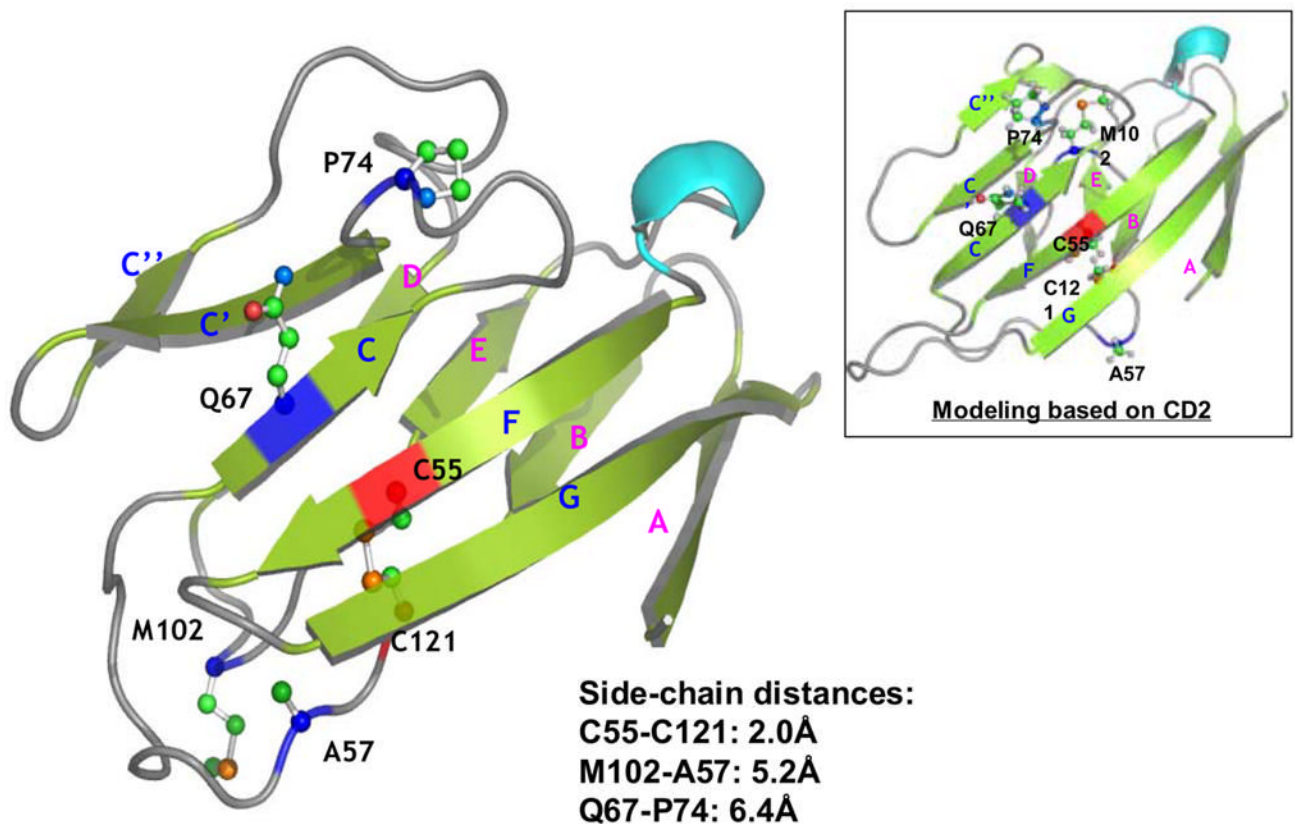 P74
C''
D
C'
C
E
Q67
F
B
C55
G
A
M102
C121
A57
Side-chain distances:
C55-C121: 2.0Å
M102-A57: 5.2Å
Q67-P74: 6.4Å
C''
P74
M10
2
D
E
C
'
Q67
B
C55
C
F
A
C12
1
G
A57
Modeling based on CD2